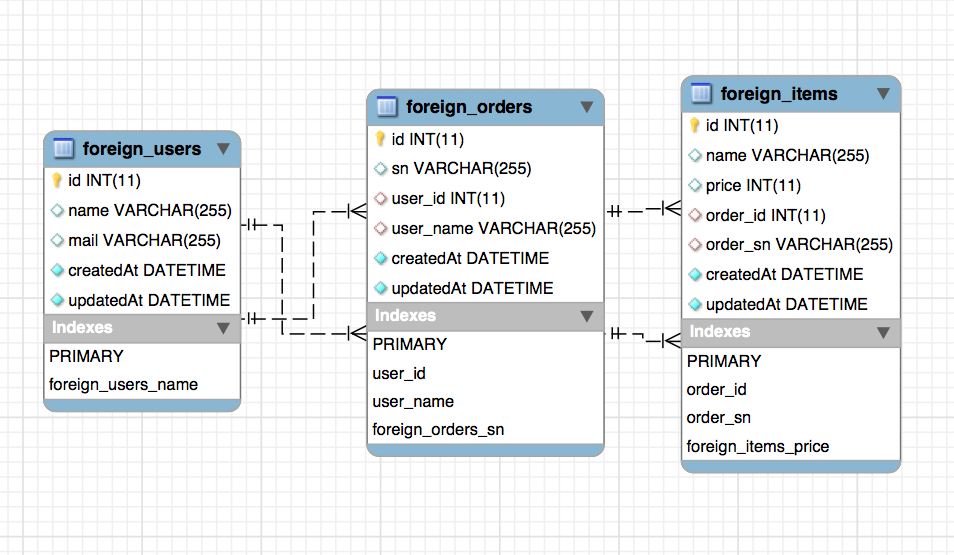 foreign_users
id INT(11)
name VARCHAR(255)
mail VARCHAR(255)
createdAt DATETIME
updatedAt DATETIME
Indexes
PRIMARY
foreign_users_name
foreign_orders
id INT(11)
sn VARCHAR(255)
user_id INT(11)
user_name VARCHAR(255)
createdAt DATETIME
updatedAt DATETIME
Indexes
PRIMARY
user_id
user_name
foreign_orders_sn
foreign_items
id INT(11)
name VARCHAR(255)
price INT(11)
order_id INT(11)
order_sn VARCHAR(255)
createdAt DATETIME
updatedAt DATETIME
Indexes
PRIMARY
order_id
order_sn
foreign_items_price